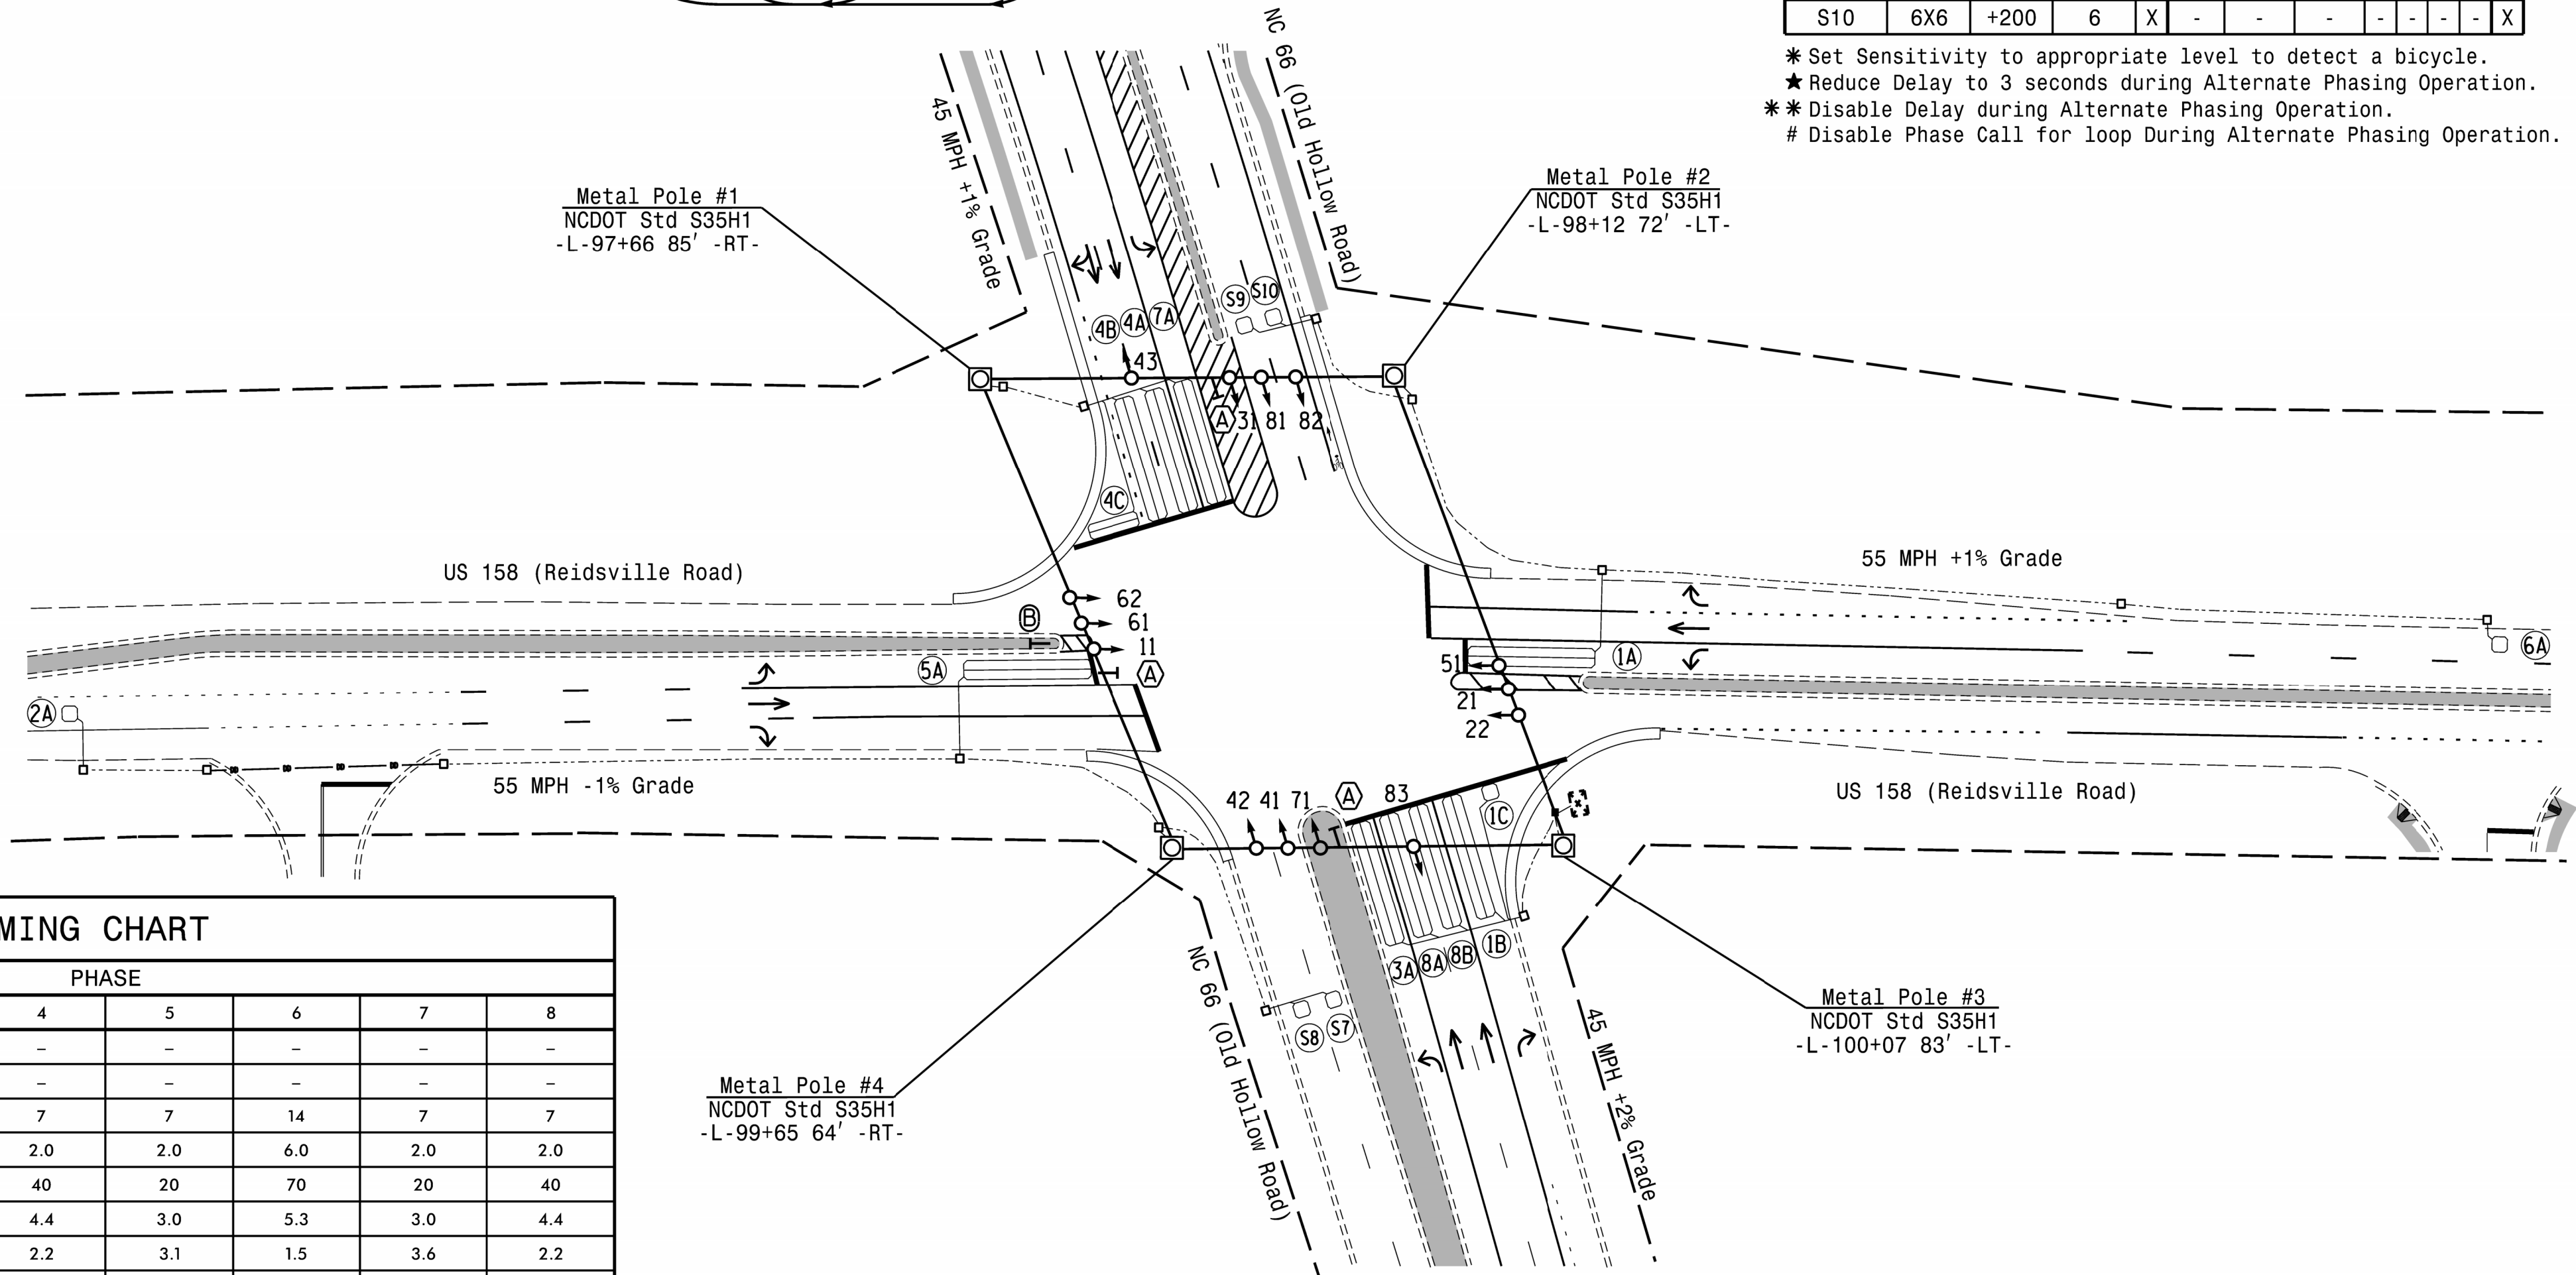 S10 6X6 +200 6 X - - - - - - - X
* Set Sensitivity to appropriate level to detect a bicycle.
★ Reduce Delay to 3 seconds during Alternate Phasing Operation.
** Disable Delay during Alternate Phasing Operation.
# Disable Phase Call for loop During Alternate Phasing Operation.
NC 66 (Old Hollow Road)
45 MPH +1% Grade
Metal Pole #1
NCDOT Std S35H1
-L-97+66 85' -RT-
Metal Pole #2
NCDOT Std S35H1
-L-98+12 72' -LT-
S9 S10
4B 4A 7A
43
A 31 81 82
4C
US 158 (Reidsville Road)
55 MPH +1% Grade
62
B 61
11
5A A
51 1A 6A
21
22
2A
55 MPH -1% Grade
US 158 (Reidsville Road)
42 41 71 A 83
1C
3A 8A 8B 1B
S8 S7
NC 66 (Old Hollow Road)
45 MPH +2% Grade
Metal Pole #3
NCDOT Std S35H1
-L-100+07 83' -LT-
Metal Pole #4
NCDOT Std S35H1
-L-99+65 64' -RT-
MING CHART
PHASE
4 5 6 7 8
– – – – –
– – – – –
7 7 14 7 7
2.0 2.0 6.0 2.0 2.0
40 20 70 20 40
4.4 3.0 5.3 3.0 4.4
2.2 3.1 1.5 3.6 2.2